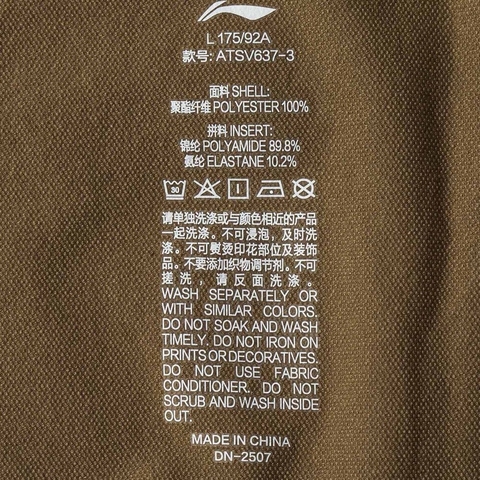 L 175/92A
款号: ATSV637-3
面料 SHELL:
聚酯纤维 POLYESTER 100%
拼料 INSERT:
锦纶 POLYAMIDE 89.8%
氨纶 ELASTANE 10.2%
30
请单独洗涤或与颜色相近的产品
一起洗涤。不可浸泡，及时洗
涤。不可熨烫印花部位及装饰
品。不要添加织物调节剂。不可
搓洗，请反面洗涤。
WASH SEPARATELY OR
WITH SIMILAR COLORS.
DO NOT SOAK AND WASH
TIMELY. DO NOT IRON ON
PRINTS OR DECORATIVES.
DO NOT USE FABRIC
CONDITIONER. DO NOT
SCRUB AND WASH INSIDE
OUT.
MADE IN CHINA
DN-2507